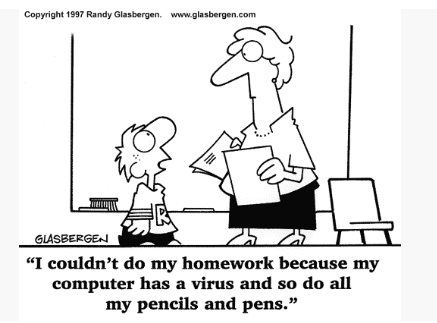 Copyright 1997 Randy Glasbergen. www.glasbergen.com
R
GLASBERGEN
“I couldn’t do my homework because my
computer has a virus and so do all
my pencils and pens.”